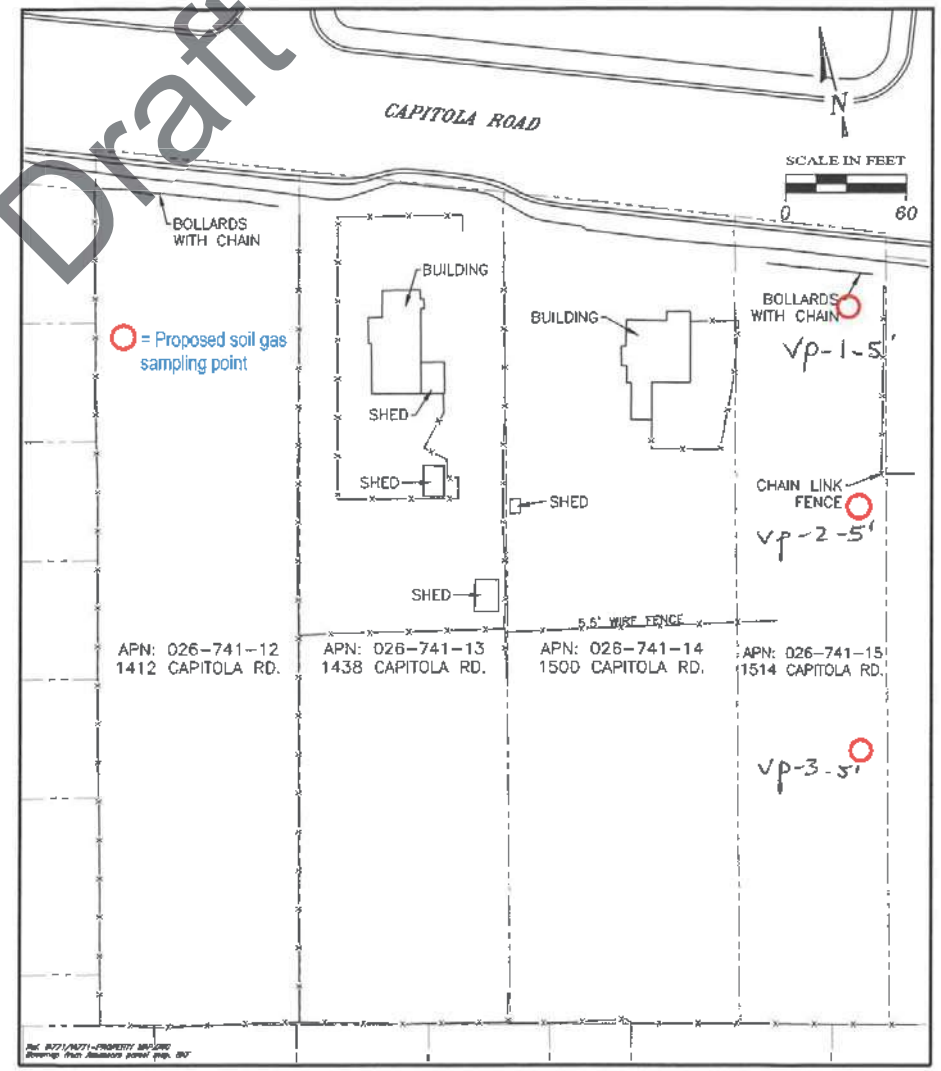 Draft
CAPITOLA ROAD
N
SCALE IN FEET
0 60
BOLLARDS
WITH CHAIN
BUILDING
BUILDING
BOLLARDS
WITH CHAIN
VP-1-5'
= Proposed soil gas
sampling point
SHED
SHED
SHED
CHAIN LINK
FENCE
VP-2-5'
SHED
5.5' WIRE FENCE
APN: 026-741-12
1412 CAPITOLA RD.
APN: 026-741-13
1438 CAPITOLA RD.
APN: 026-741-14
1500 CAPITOLA RD.
APN: 026-741-15
1514 CAPITOLA RD.
VP-3-5'